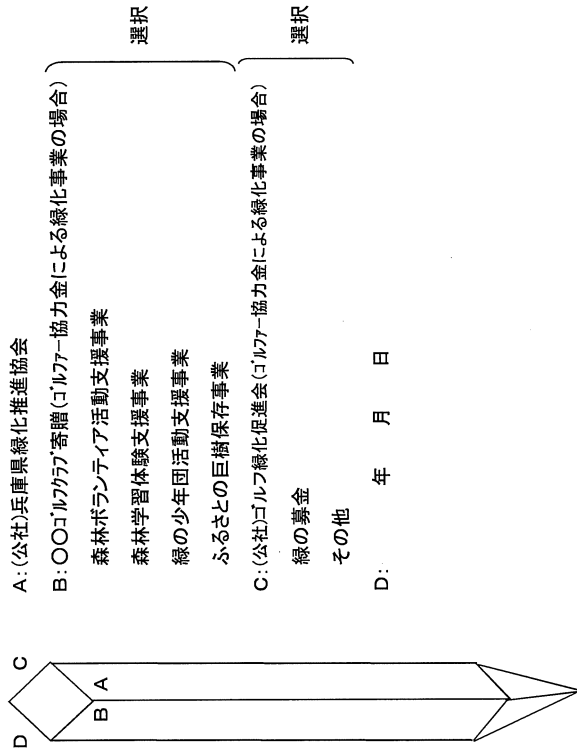 A:(公社)兵庫県緑化推進協会
B:〇〇ｺﾞﾙﾌｸﾗﾌﾞ寄贈(ｺﾞﾙﾌｧｰ協力金による緑化事業の場合)
森林ボランティア活動支援事業
森林学習体験支援事業
緑の少年団活動支援事業
ふるさとの巨樹保存事業
選択
C:(公社)ゴルフ緑化促進会(ｺﾞﾙﾌｧｰ協力金による緑化事業の場合)
緑の募金
その他
選択
D: 年 月 日
D
C
B
A